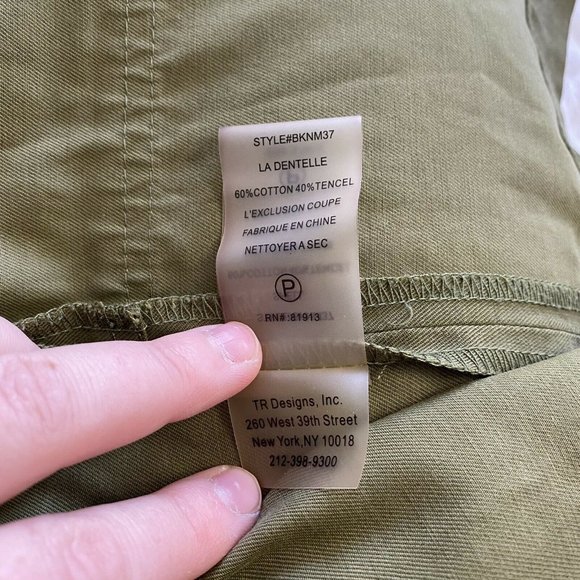 STYLE#BKNM37
LA DENTELLE
60%COTTON 40%TENCEL
L'EXCLUSION COUPE
FABRIQUE EN CHINE
NETTOYER A SEC
P
RN# :81913
TR Designs, Inc.
260 West 39th Street
New York,NY 10018
212-398-9300